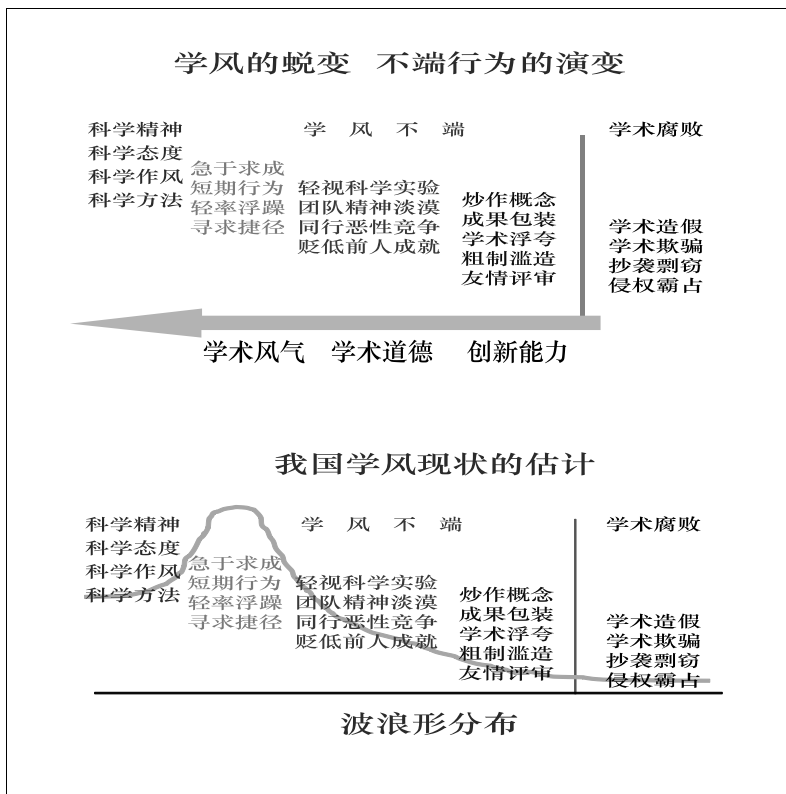 学风的蜕变 不端行为的演变
科学精神
科学态度
科学作风
科学方法
急于求成
短期行为
轻率浮躁
寻求捷径
学风不端
轻视科学实验
团队精神淡漠
同行恶性竞争
贬低前人成就
炒作概念
成果包装
学术浮夸
粗制滥造
友情评审
学术腐败
学术造假
学术欺骗
抄袭剽窃
侵权霸占
学术风气 学术道德 创新能力
我国学风现状的估计
科学精神
科学态度
科学作风
科学方法
急于求成
短期行为
轻率浮躁
寻求捷径
学风不端
轻视科学实验
团队精神淡漠
同行恶性竞争
贬低前人成就
炒作概念
成果包装
学术浮夸
粗制滥造
友情评审
学术腐败
学术造假
学术欺骗
抄袭剽窃
侵权霸占
波浪形分布